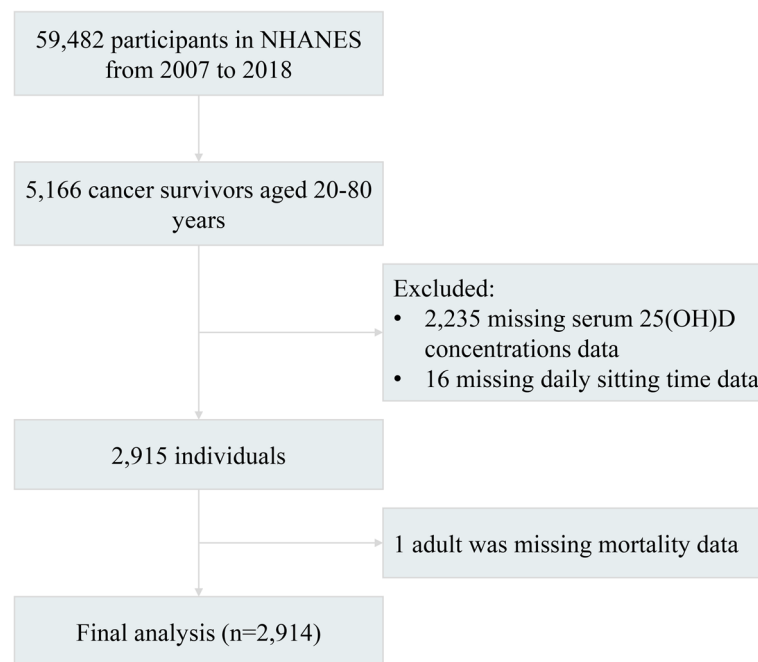 59,482 participants in NHANES
from 2007 to 2018
5,166 cancer survivors aged 20-80
years
Excluded:
• 2,235 missing serum 25(OH)D
concentrations data
• 16 missing daily sitting time data
2,915 individuals
1 adult was missing mortality data
Final analysis (n=2,914)